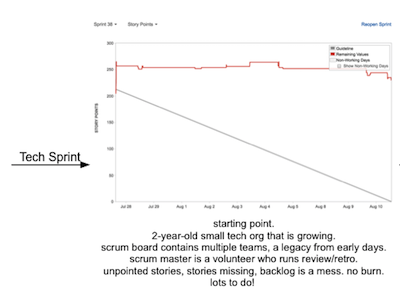 Sprint 38
Story Points
Reopen Sprint
Guideline
Remaining Values
Non-Working Days
Show Non-Working Days
STORY POINTS
300
250
200
150
100
50
0
Jul 28
Jul 29
Aug 1
Aug 2
Aug 3
Aug 4
Aug 7
Aug 8
Aug 9
Aug 10
Tech Sprint
starting point.
2-year-old small tech org that is growing.
scrum board contains multiple teams, a legacy from early days.
scrum master is a volunteer who runs review/retro.
unpointed stories, stories missing, backlog is a mess. no burn.
lots to do!